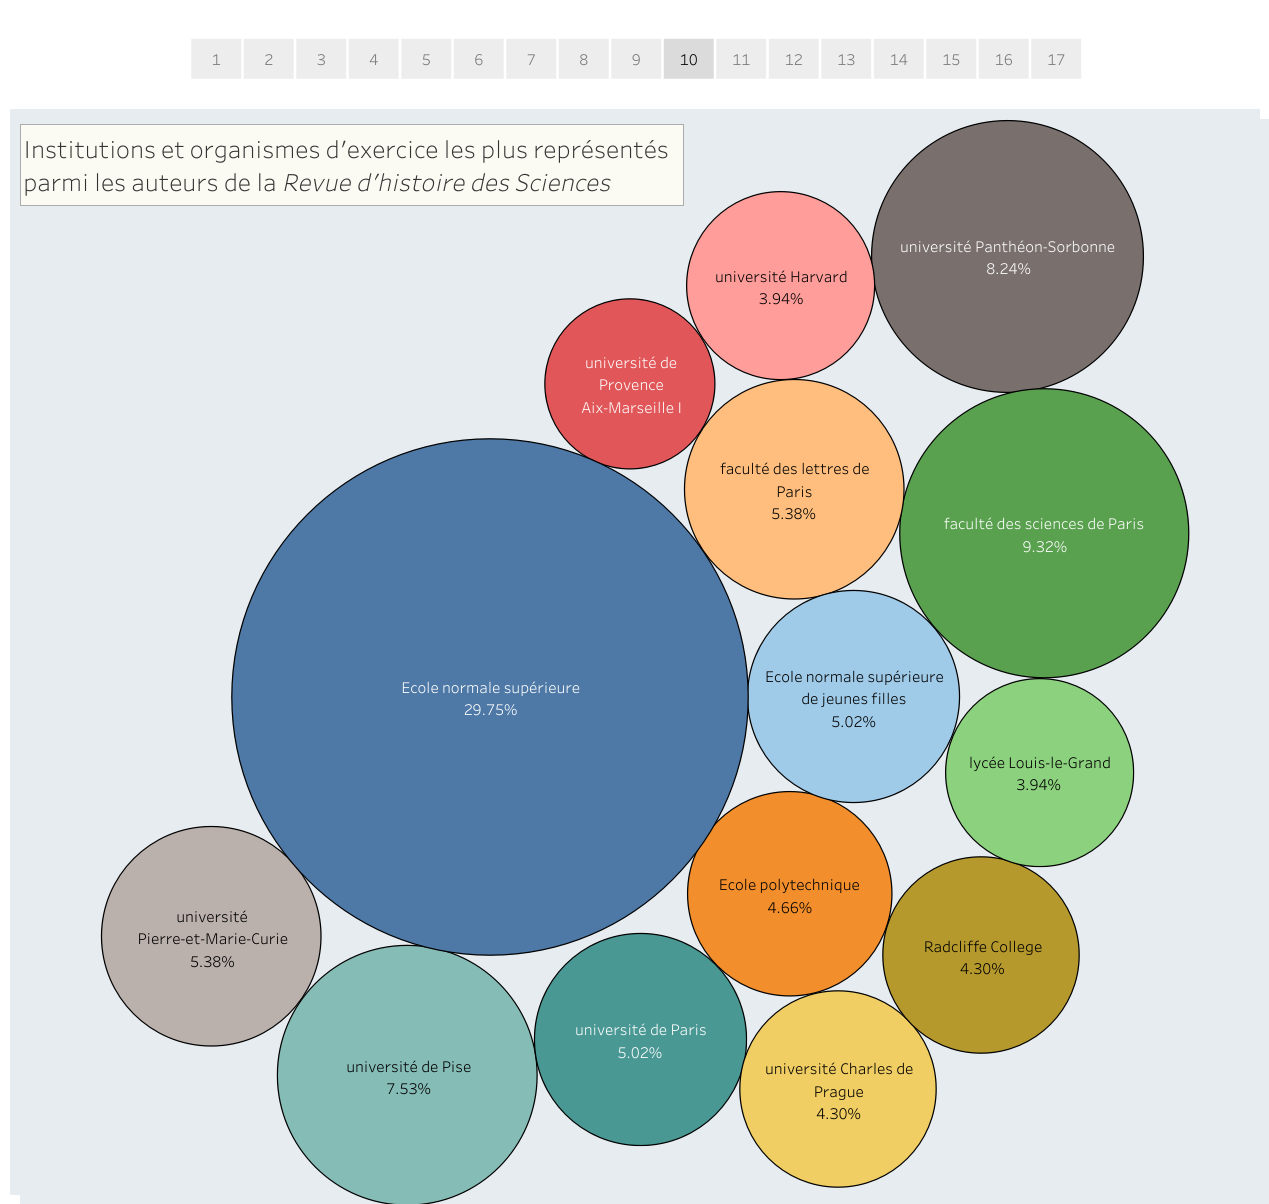 1 2 3 4 5 6 7 8 9 10 11 12 13 14 15 16 17
Institutions et organismes d'exercice les plus représentés
parmi les auteurs de la Revue d'histoire des Sciences
université Panthéon-Sorbonne
8.24%
université Harvard
3.94%
université de
Provence
Aix-Marseille I
faculté des lettres de
Paris
5.38%
faculté des sciences de Paris
9.32%
Ecole normale supérieure
29.75%
Ecole normale supérieure
de jeunes filles
5.02%
lycée Louis-le-Grand
3.94%
Ecole polytechnique
4.66%
université
Pierre-et-Marie-Curie
5.38%
Radcliffe College
4.30%
université de Paris
5.02%
université de Pise
7.53%
université Charles de
Prague
4.30%